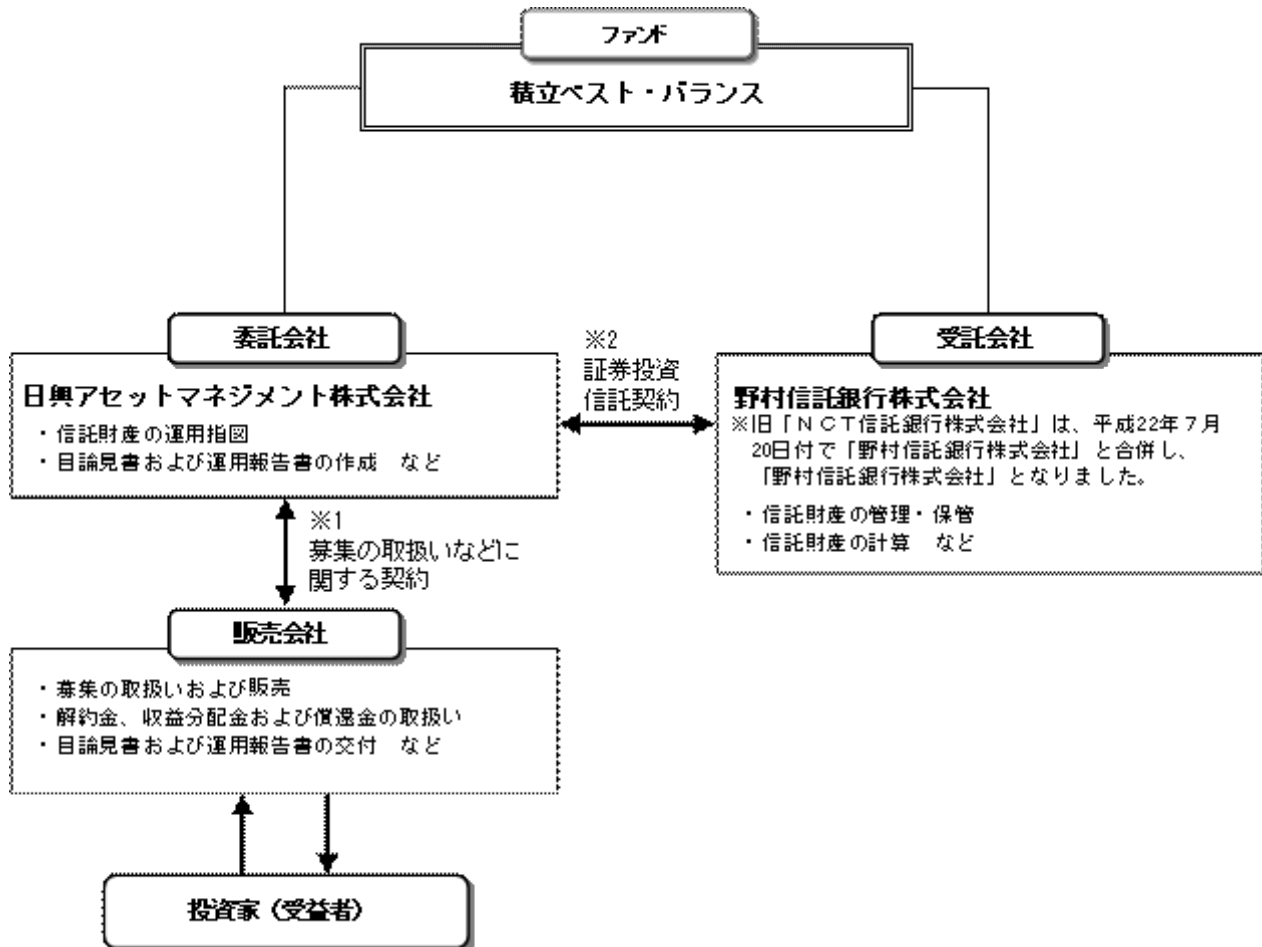 ファンド
積立ベスト・バランス
委託会社
日興アセットマネジメント株式会社
・信託財産の運用指図
・目論見書および運用報告書の作成　など
※2
証券投資
信託契約
受託会社
野村信託銀行株式会社
※旧「ＮＣＴ信託銀行株式会社」は、平成22年７月
20日付で「野村信託銀行株式会社」と合併し、
「野村信託銀行株式会社」となりました。
・信託財産の管理・保管
・信託財産の計算　など
※1
募集の取扱いなどに
関する契約
販売会社
・募集の取扱いおよび販売
・解約金、収益分配金および償還金の取扱い
・目論見書および運用報告書の交付　など
投資家（受益者）